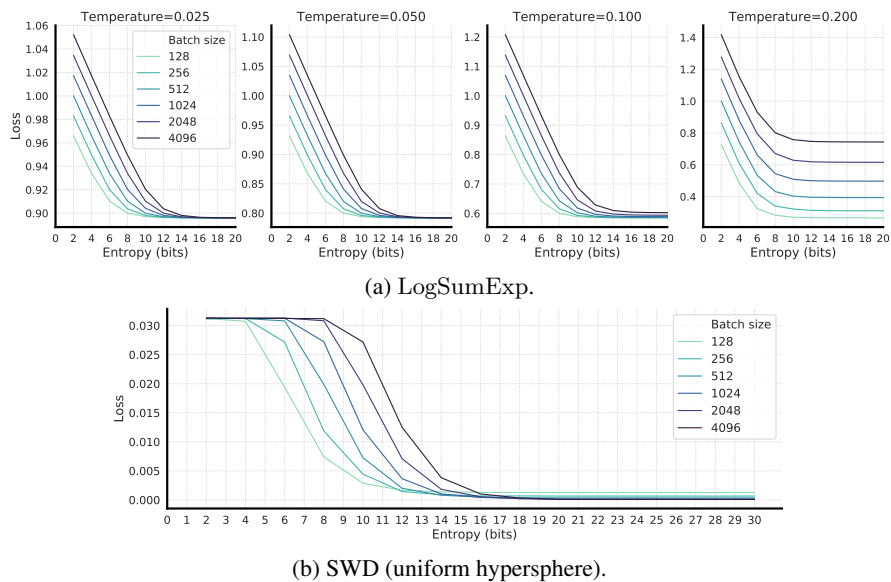 Temperature=0.025 Temperature=0.050 Temperature=0.100 Temperature=0.200
1.06
1.04
1.02
1.00
0.98
0.96
0.94
0.92
0.90
Loss
Batch size
128
256
512
1024
2048
4096
0 2 4 6 8 10 12 14 16 18 20
Entropy (bits)
1.10
1.05
1.00
0.95
0.90
0.85
0.80
0 2 4 6 8 10 12 14 16 18 20
Entropy (bits)
1.2
1.1
1.0
0.9
0.8
0.7
0.6
0 2 4 6 8 10 12 14 16 18 20
Entropy (bits)
1.4
1.2
1.0
0.8
0.6
0.4
0 2 4 6 8 10 12 14 16 18 20
Entropy (bits)
(a) LogSumExp.
0.030
0.025
0.020
0.015
0.010
0.005
0.000
Loss
Batch size
128
256
512
1024
2048
4096
0 1 2 3 4 5 6 7 8 9 10 11 12 13 14 15 16 17 18 19 20 21 22 23 24 25 26 27 28 29 30
Entropy (bits)
(b) SWD (uniform hypersphere).